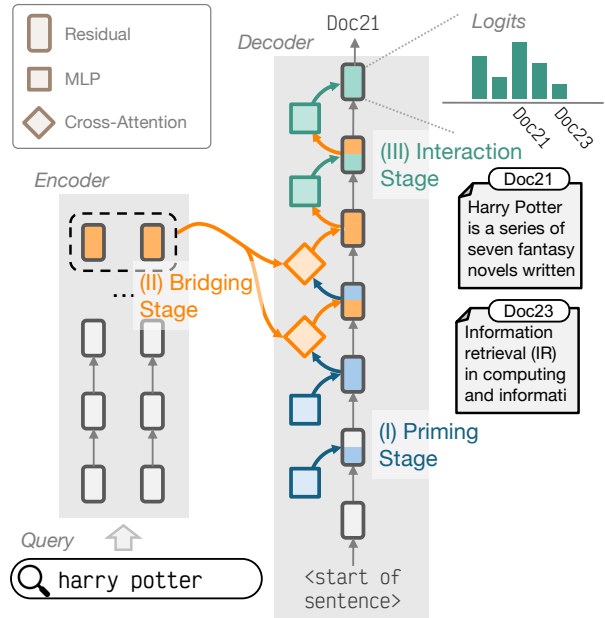 Residual
MLP
Cross-Attention
Decoder
Doc21
Logits
Doc21
Doc23
(III) Interaction
Stage
Encoder
Doc21
Harry Potter
is a series of
seven fantasy
novels written
(II) Bridging
Stage
...
Doc23
Information
retrieval (IR)
in computing
and informati
(I) Priming
Stage
Query
harry potter
<start of
sentence>